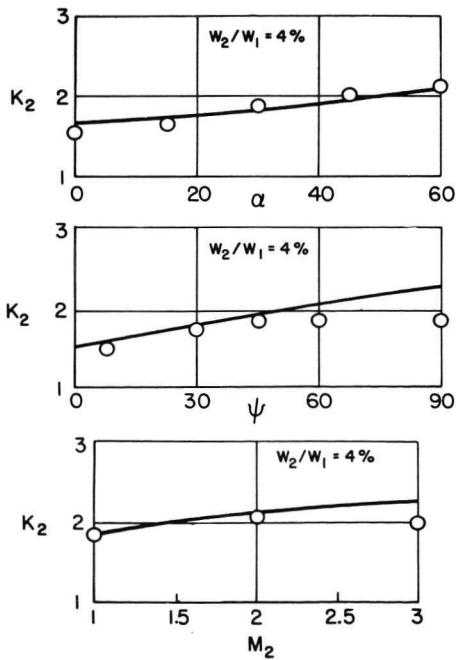 3
W₂/W₁ = 4%
K₂ 2
1
0 20 40 60
α
3
W₂/W₁ = 4%
K₂ 2
1
0 30 60 90
ψ
3
W₂/W₁ = 4%
K₂ 2
1
1 1.5 2 2.5 3
M₂